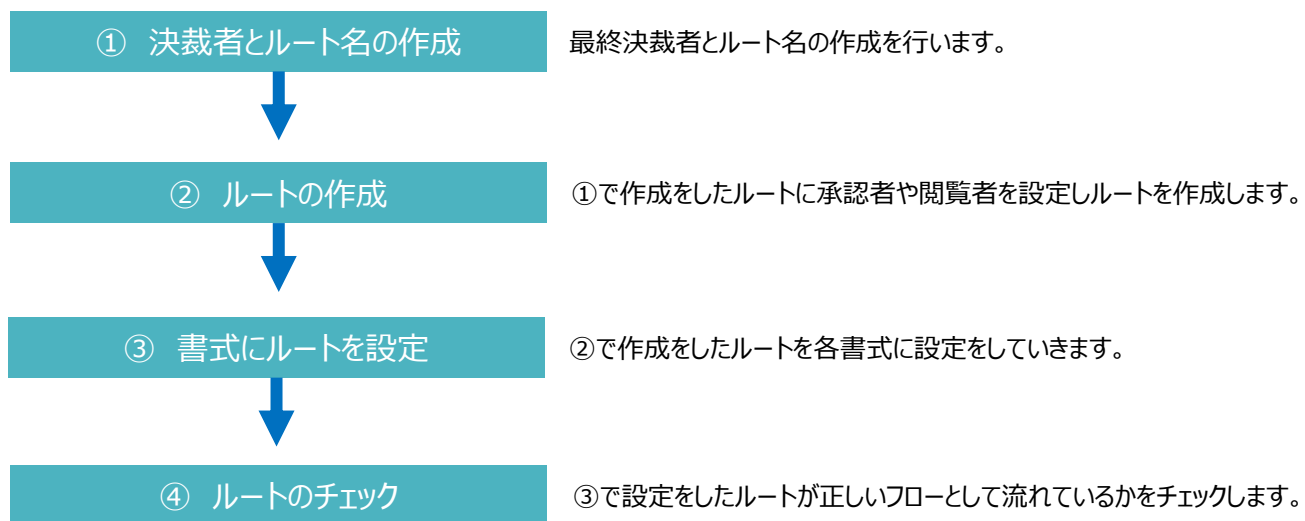 ① 決裁者とルート名の作成
最終決裁者とルート名の作成を行います。
② ルートの作成
①で作成をしたルートに承認者や閲覧者を設定しルートを作成します。
③ 書式にルートを設定
②で作成をしたルートを各書式に設定をしていきます。
④ ルートのチェック
③で設定をしたルートが正しいフローとして流れているかをチェックします。